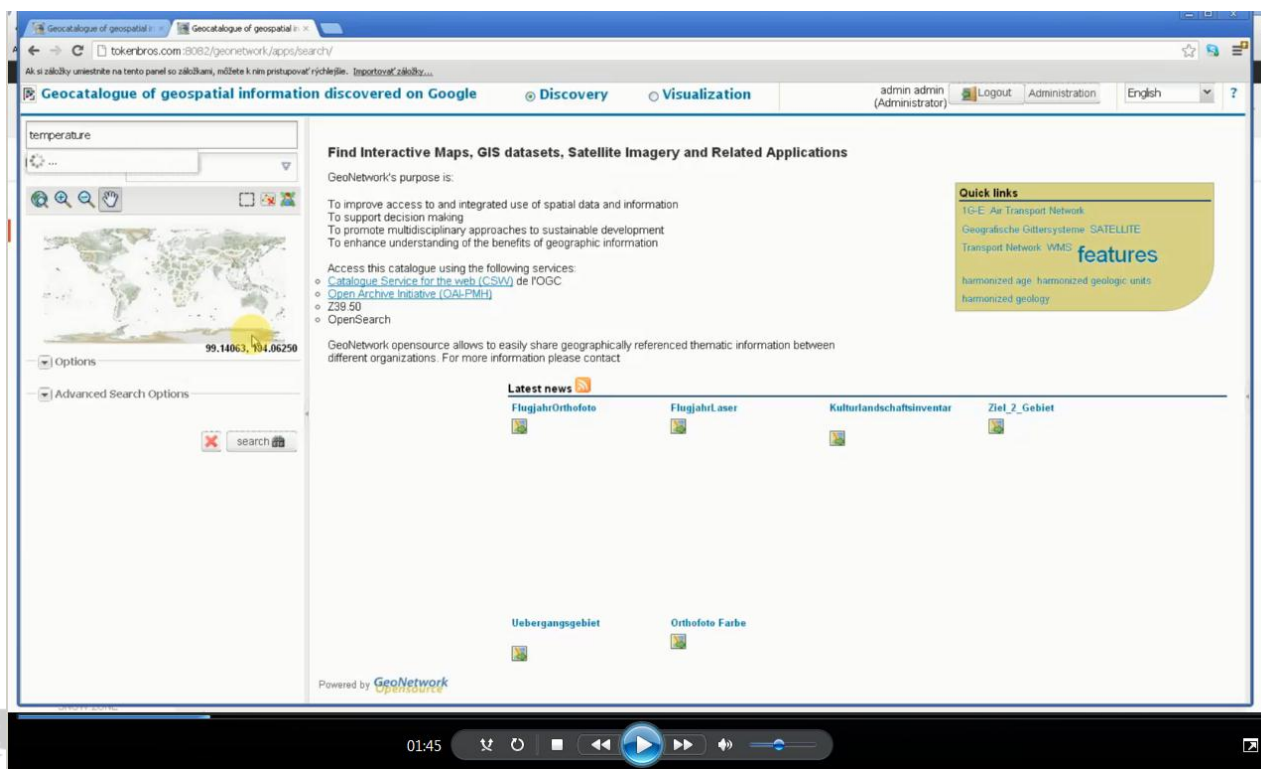 Geocatalogue of geospatial i
Geocatalogue of geospatial in
tokenbros.com:8082/geonetwork/apps/search/
Ak si záložky umiestnite na tento panel so záložkami, môžete k nim pristupovať rýchlejšie. Importovať záložky...
Geocatalogue of geospatial information discovered on Google
Discovery
Visualization
admin admin
(Administrator)
Logout
Administration
English
?
temperature
...
99.14063, 104.06250
Options
Advanced Search Options
search
Find Interactive Maps, GIS datasets, Satellite Imagery and Related Applications
GeoNetwork's purpose is:
To improve access to and integrated use of spatial data and information
To support decision making
To promote multidisciplinary approaches to sustainable development
To enhance understanding of the benefits of geographic information
Access this catalogue using the following services:
Catalogue Service for the web (CSW) de l'OGC
Open Archive Initiative (OAI-PMH)
Z39.50
OpenSearch
GeoNetwork opensource allows to easily share geographically referenced thematic information between
different organizations. For more information please contact
Quick links
1G-E Air Transport Network
Geografische Gittersysteme SATELLITE
Transport Network WMS features
harmonized age harmonized geologic units
harmonized geology
Latest news
FlugjahrOrthofoto
FlugjahrLaser
Kulturlandschaftsinventar
Ziel_2_Gebiet
Uebergangsgebiet
Orthofoto Farbe
Powered by GeoNetwork
Opensource
01:45